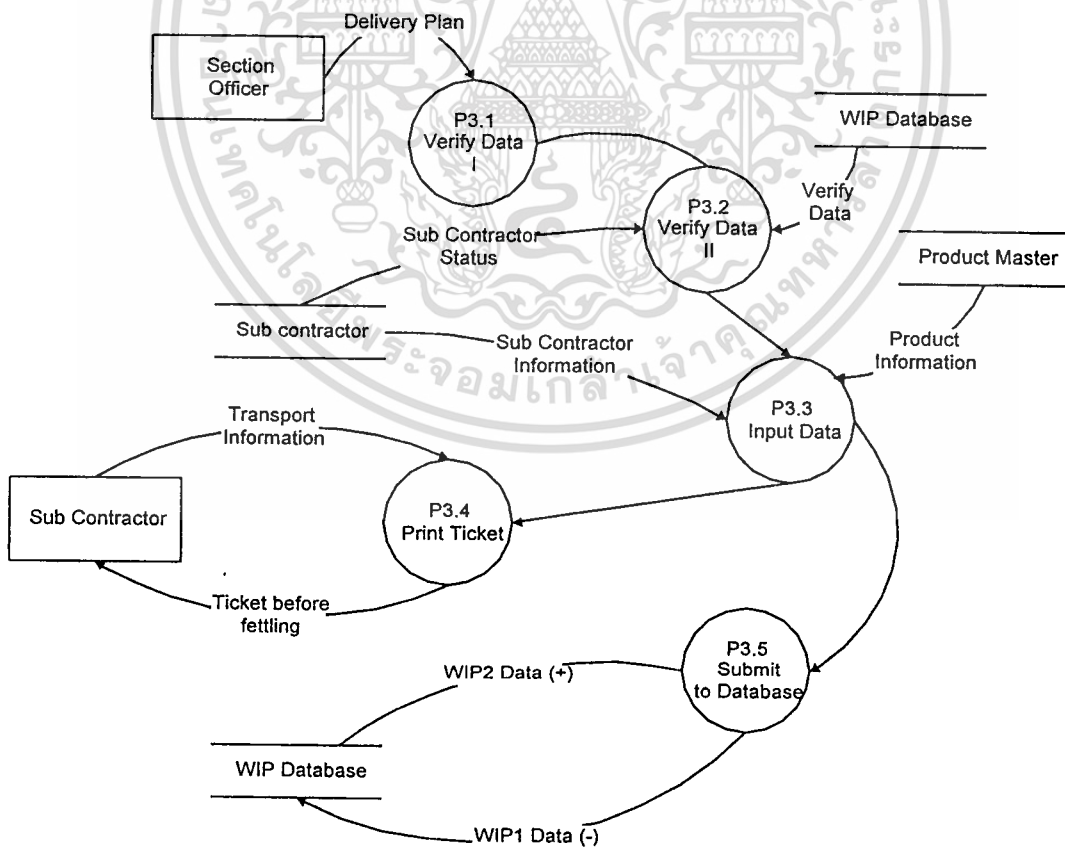 Delivery Plan
Section
Officer
P3.1
Verify Data
I
WIP Database
Verify
Data
P3.2
Verify Data
II
Sub Contractor
Status
Product Master
Sub contractor
Sub Contractor
Information
Product
Information
P3.3
Input Data
Transport
Information
Sub Contractor
P3.4
Print Ticket
Ticket before
fettling
P3.5
Submit
to Database
WIP2 Data (+)
WIP Database
WIP1 Data (-)